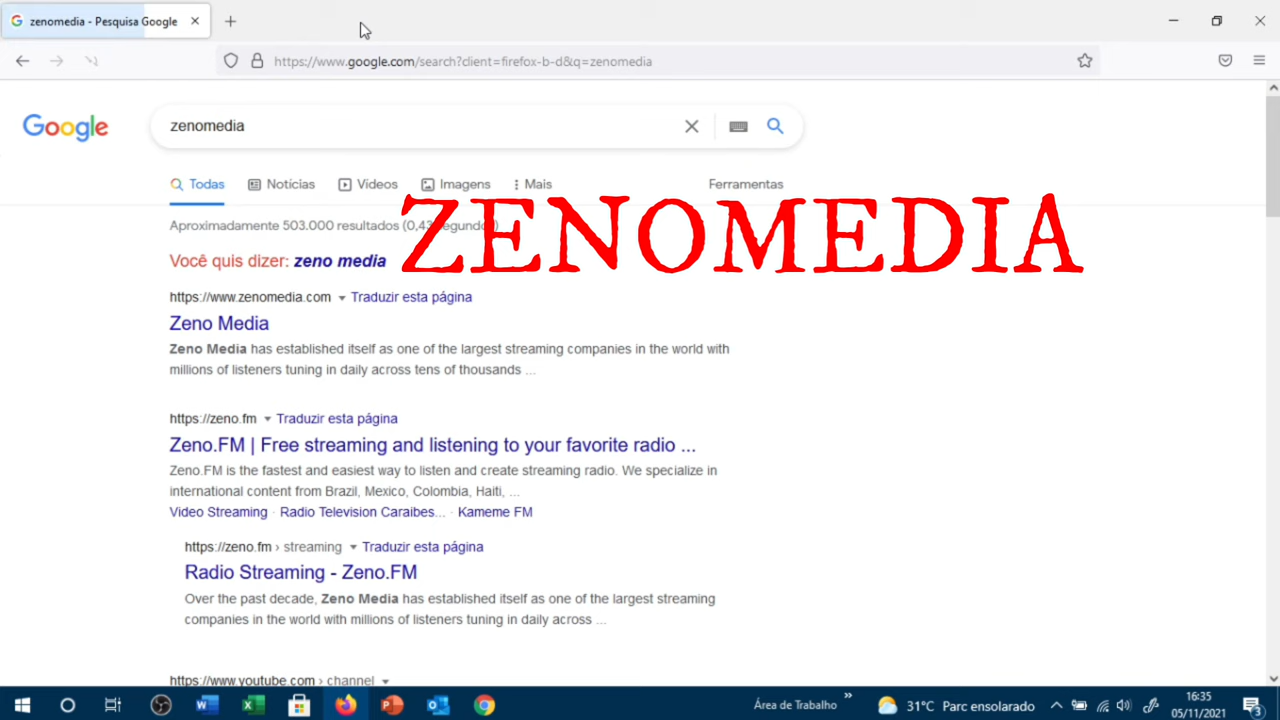 zenomedia - Pesquisa Google
https://www.google.com/search?client=firefox-b-d&q=zenomedia
Google
zenomedia
Todas
Notícias
Vídeos
Imagens
Mais
Ferramentas
Aproximadamente 503.000 resultados (0,43 segundos)
ZENOMEDIA
Você quis dizer: zeno media
https://www.zenomedia.com Traduzir esta página
Zeno Media
Zeno Media has established itself as one of the largest streaming companies in the world with
millions of listeners tuning in daily across tens of thousands ...
https://zeno.fm Traduzir esta página
Zeno.FM | Free streaming and listening to your favorite radio ...
Zeno.FM is the fastest and easiest way to listen and create streaming radio. We specialize in
international content from Brazil, Mexico, Colombia, Haiti, ...
Video Streaming · Radio Television Caraibes... · Kameme FM
https://zeno.fm › streaming Traduzir esta página
Radio Streaming - Zeno.FM
Over the past decade, Zeno Media has established itself as one of the largest streaming
companies in the world with millions of listeners tuning in daily across ...
https://www.youtube.com › channel
Área de Trabalho
31°C Parc ensolarado
16:35
05/11/2021
3